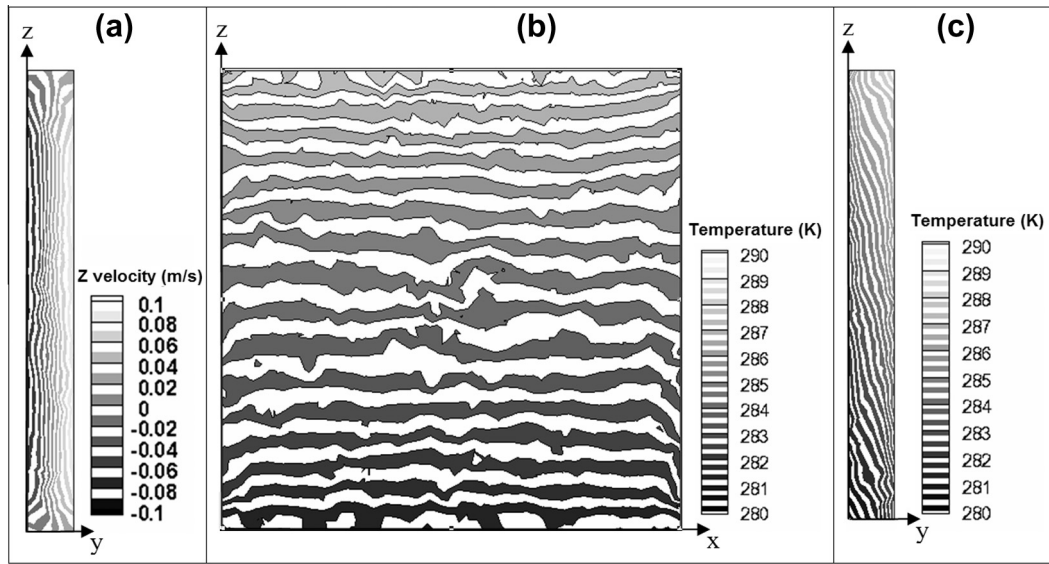 (a)
z
Z velocity (m/s)
0.1
0.08
0.06
0.04
0.02
0
-0.02
-0.04
-0.06
-0.08
-0.1
y
(b)
z
Temperature (K)
290
289
288
287
286
285
284
283
282
281
280
x
(c)
z
Temperature (K)
290
289
288
287
286
285
284
283
282
281
280
y